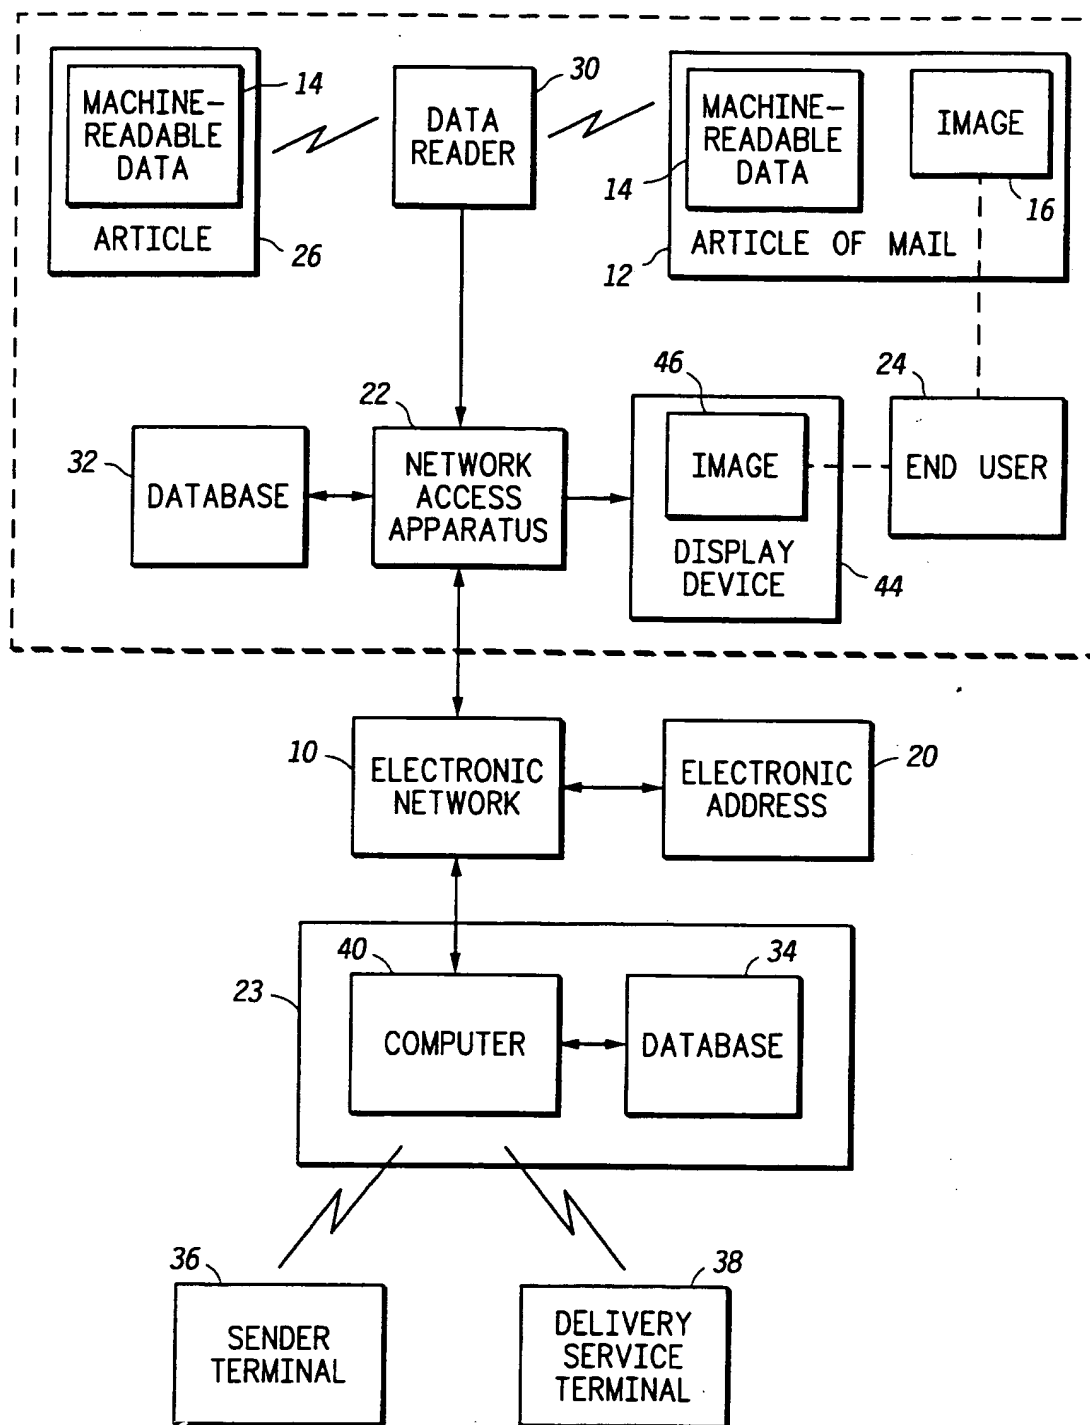 14
MACHINE-
READABLE
DATA
ARTICLE
26
30
DATA
READER
MACHINE-
READABLE
DATA
14
IMAGE
16
ARTICLE OF MAIL
12
32
DATABASE
22
NETWORK
ACCESS
APPARATUS
46
IMAGE
DISPLAY
DEVICE
44
24
END USER
10
ELECTRONIC
NETWORK
20
ELECTRONIC
ADDRESS
23
40
COMPUTER
34
DATABASE
36
SENDER
TERMINAL
38
DELIVERY
SERVICE
TERMINAL